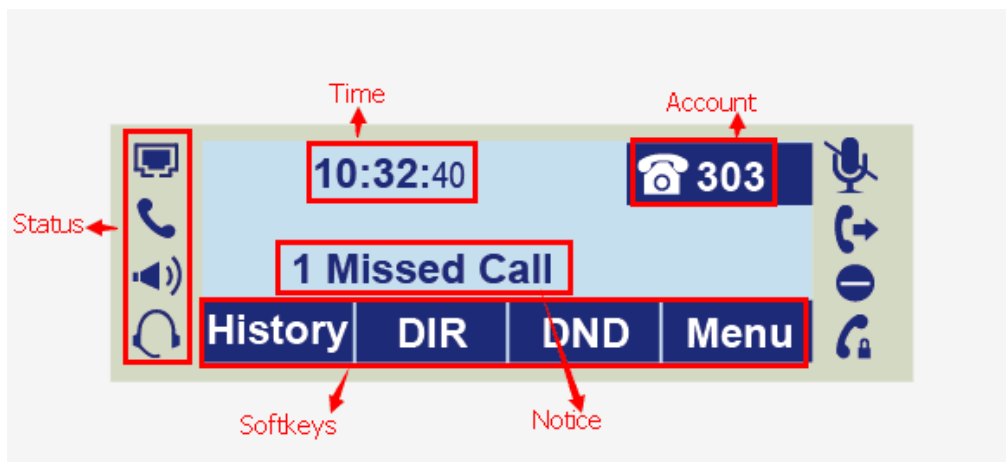 Time
Account
10:32:40
303
Status
1 Missed Call
History DIR DND Menu
Softkeys
Notice